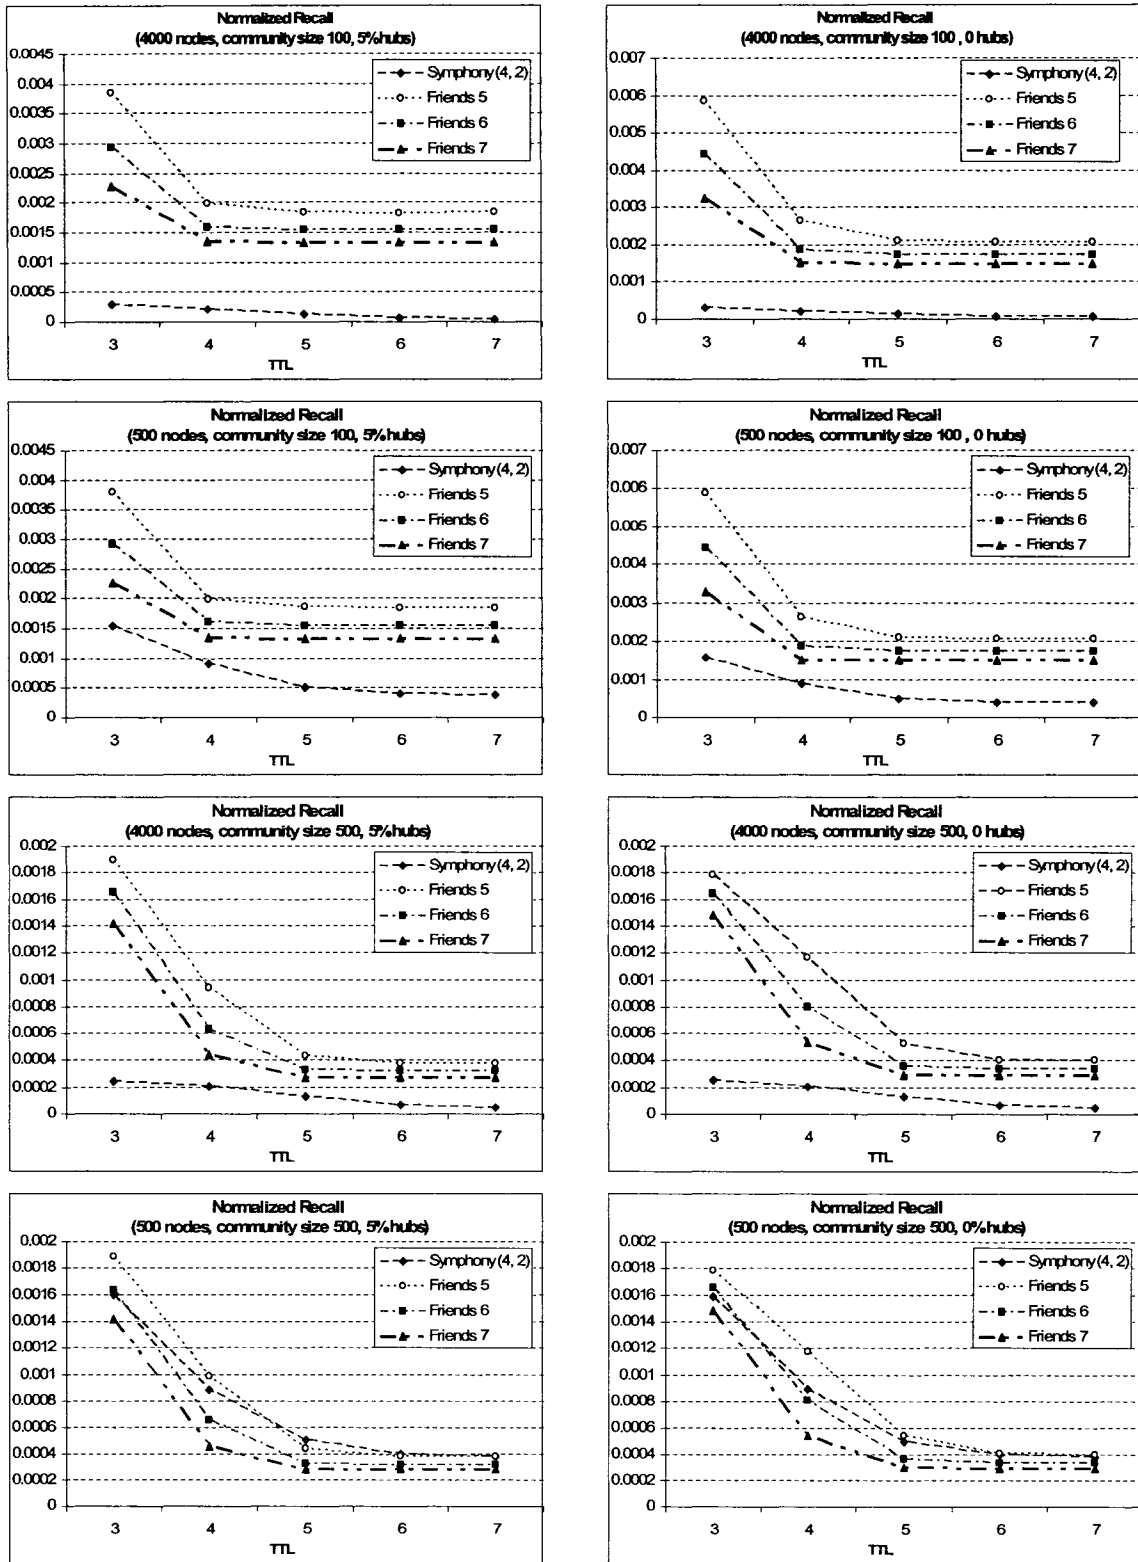 Normalized Recall
(4000 nodes, community size 100, 5% hubs)
0.0045
0.004
0.0035
0.003
0.0025
0.002
0.0015
0.001
0.0005
0
Symphony (4, 2)
Friends 5
Friends 6
Friends 7
3 4 5 6 7
TTL
Normalized Recall
(4000 nodes, community size 100 , 0 hubs)
0.007
0.006
0.005
0.004
0.003
0.002
0.001
0
Symphony (4, 2)
Friends 5
Friends 6
Friends 7
3 4 5 6 7
TTL
Normalized Recall
(500 nodes, community size 100, 5% hubs)
0.0045
0.004
0.0035
0.003
0.0025
0.002
0.0015
0.001
0.0005
0
Symphony (4, 2)
Friends 5
Friends 6
Friends 7
3 4 5 6 7
TTL
Normalized Recall
(500 nodes, community size 100 , 0 hubs)
0.007
0.006
0.005
0.004
0.003
0.002
0.001
0
Symphony (4, 2)
Friends 5
Friends 6
Friends 7
3 4 5 6 7
TTL
Normalized Recall
(4000 nodes, community size 500, 5% hubs)
0.002
0.0018
0.0016
0.0014
0.0012
0.001
0.0008
0.0006
0.0004
0.0002
0
Symphony (4, 2)
Friends 5
Friends 6
Friends 7
3 4 5 6 7
TTL
Normalized Recall
(4000 nodes, community size 500, 0 hubs)
0.002
0.0018
0.0016
0.0014
0.0012
0.001
0.0008
0.0006
0.0004
0.0002
0
Symphony (4, 2)
Friends 5
Friends 6
Friends 7
3 4 5 6 7
TTL
Normalized Recall
(500 nodes, community size 500, 5% hubs)
0.002
0.0018
0.0016
0.0014
0.0012
0.001
0.0008
0.0006
0.0004
0.0002
0
Symphony (4, 2)
Friends 5
Friends 6
Friends 7
3 4 5 6 7
TTL
Normalized Recall
(500 nodes, community size 500, 0% hubs)
0.002
0.0018
0.0016
0.0014
0.0012
0.001
0.0008
0.0006
0.0004
0.0002
0
Symphony (4, 2)
Friends 5
Friends 6
Friends 7
3 4 5 6 7
TTL